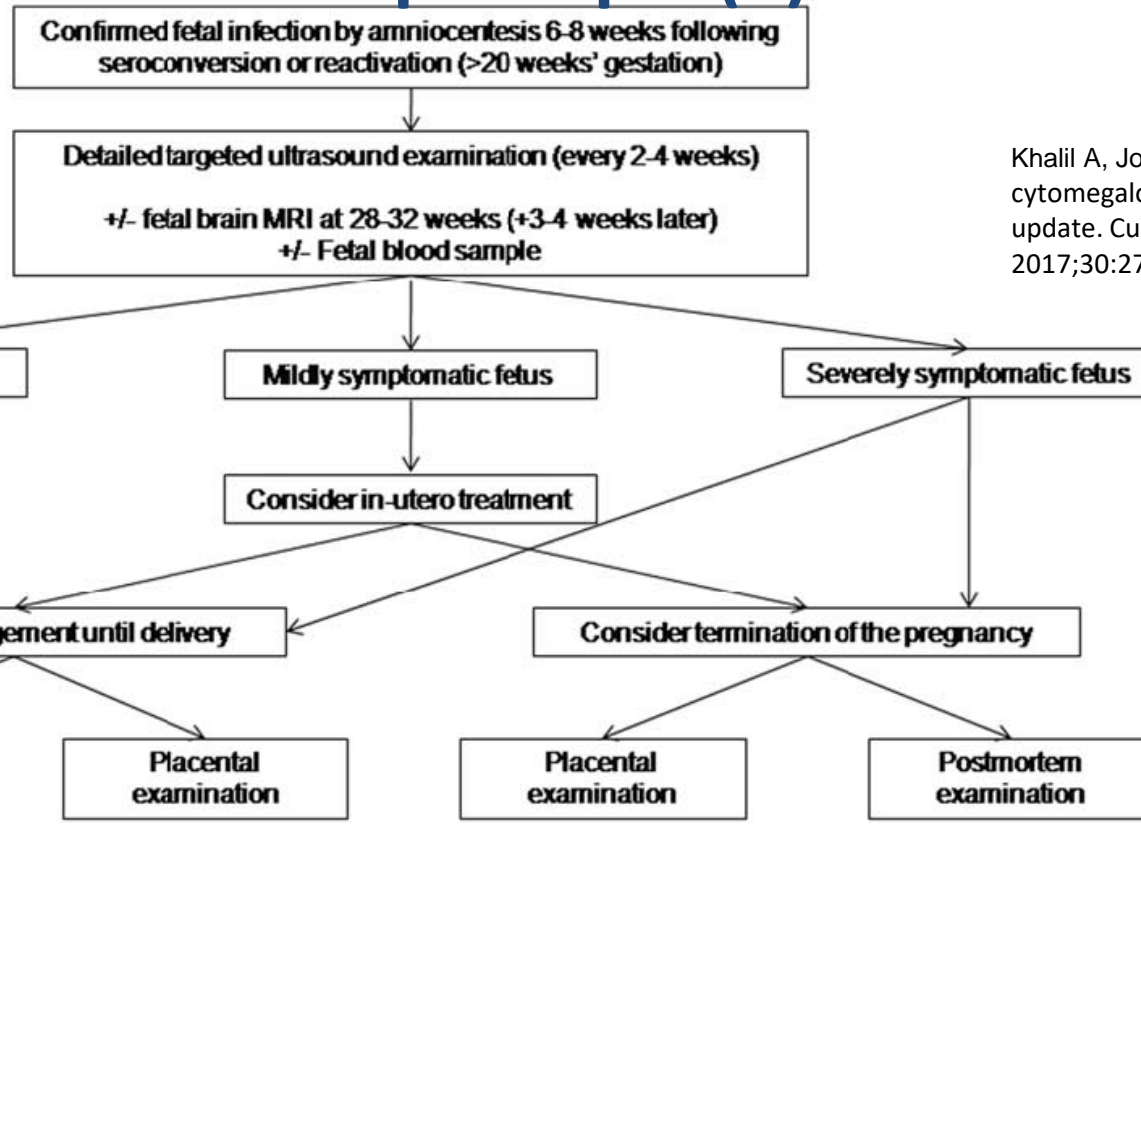 Confirmed fetal infection by amniocentesis 6-8 weeks following
seroconversion or reactivation (>20 weeks' gestation)
Detailed targeted ultrasound examination (every 2-4 weeks)
+/- fetal brain MRI at 28-32 weeks (+3-4 weeks later)
+/- Fetal blood sample
Khalil A, Jo
cytomegalo
update. Cu
2017;30:27
Mildly symptomatic fetus
Severely symptomatic fetus
Consider in-utero treatment
gement until delivery
Consider termination of the pregnancy
Placental
examination
Placental
examination
Postmortem
examination